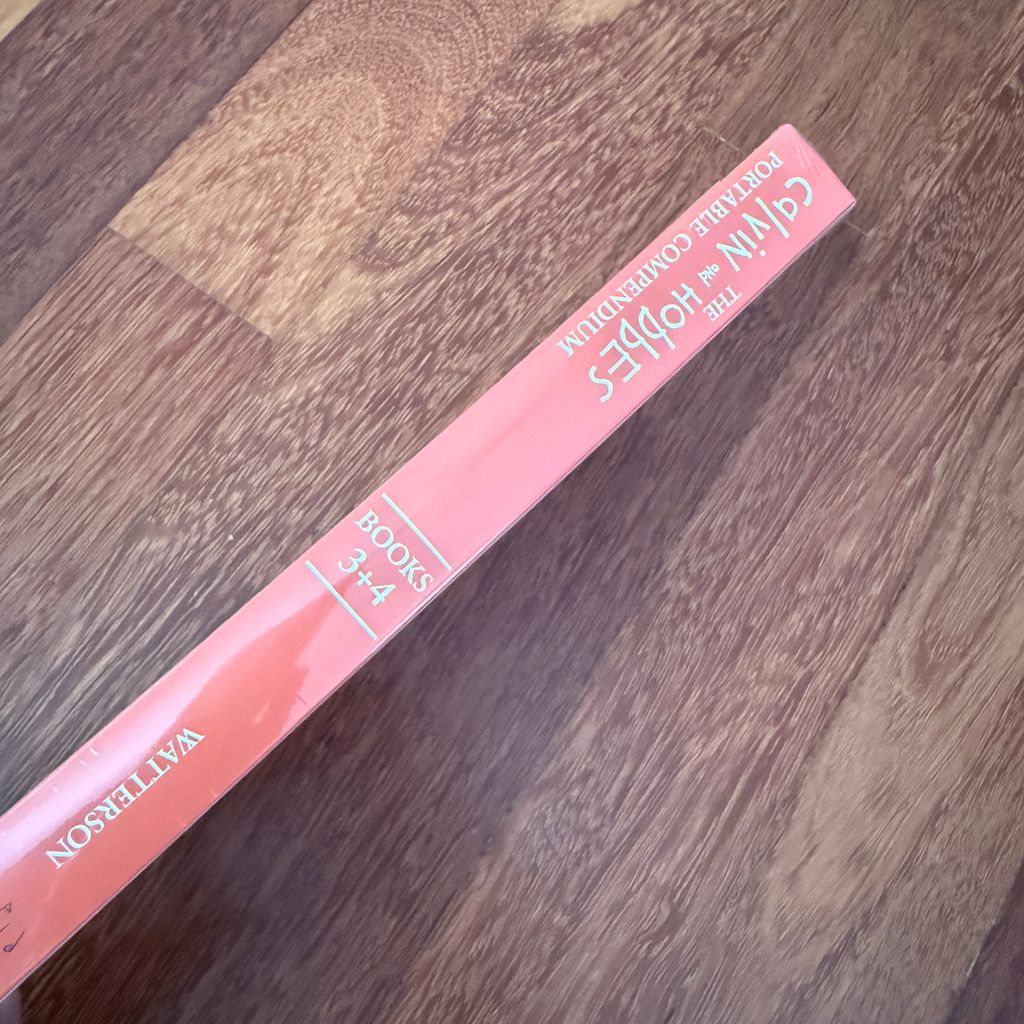 THE
Calvin and Hobbes
PORTABLE COMPENDIUM
BOOKS
3+4
WATTERSON